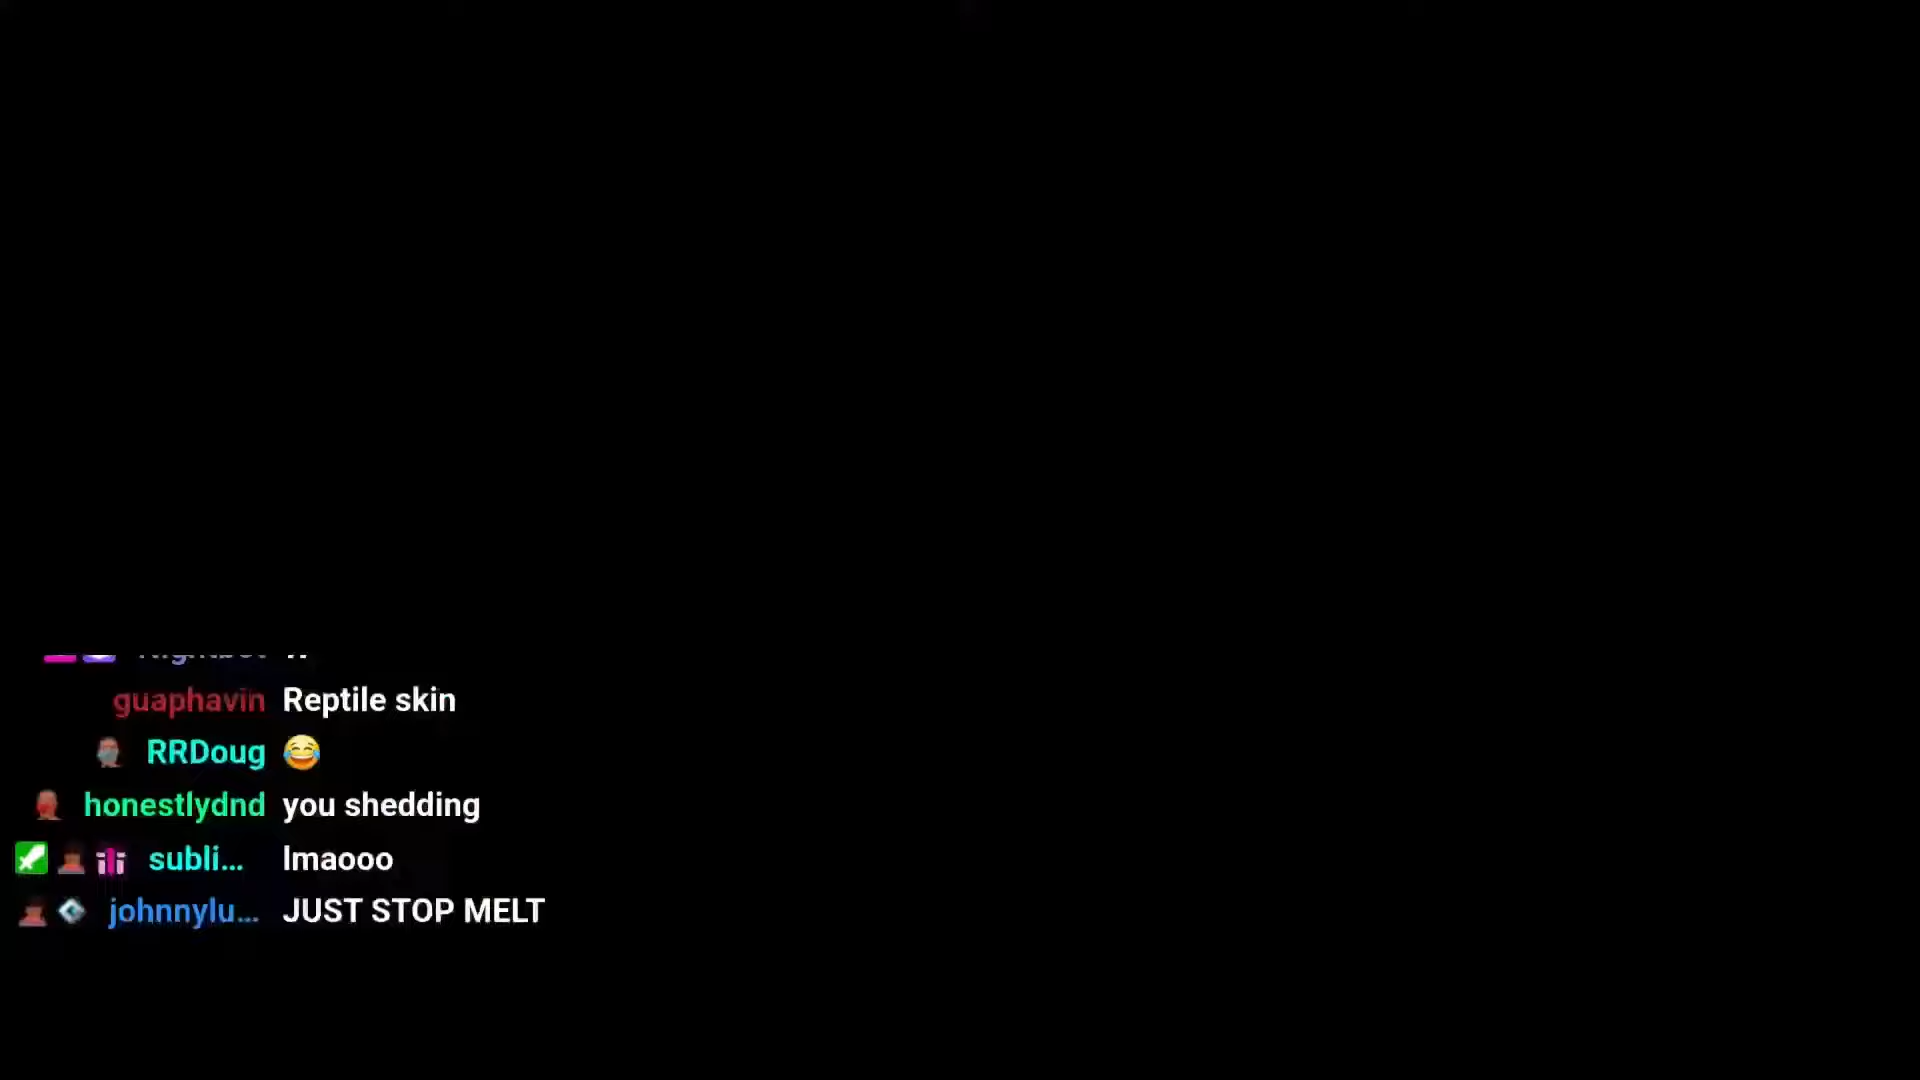 guaphavin Reptile skin
RRDoug 😂
honestlydnd you shedding
subli... lmaooo
johnnylu... JUST STOP MELT